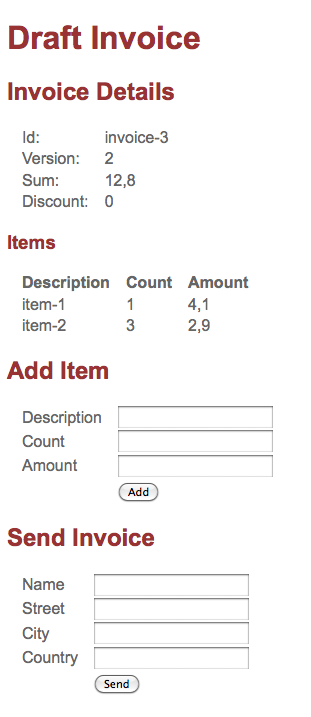 Draft Invoice
Invoice Details
Id: invoice-3
Version: 2
Sum: 12,8
Discount: 0
Items
Description Count Amount
item-1 1 4,1
item-2 3 2,9
Add Item
Description
Count
Amount
Add
Send Invoice
Name
Street
City
Country
Send